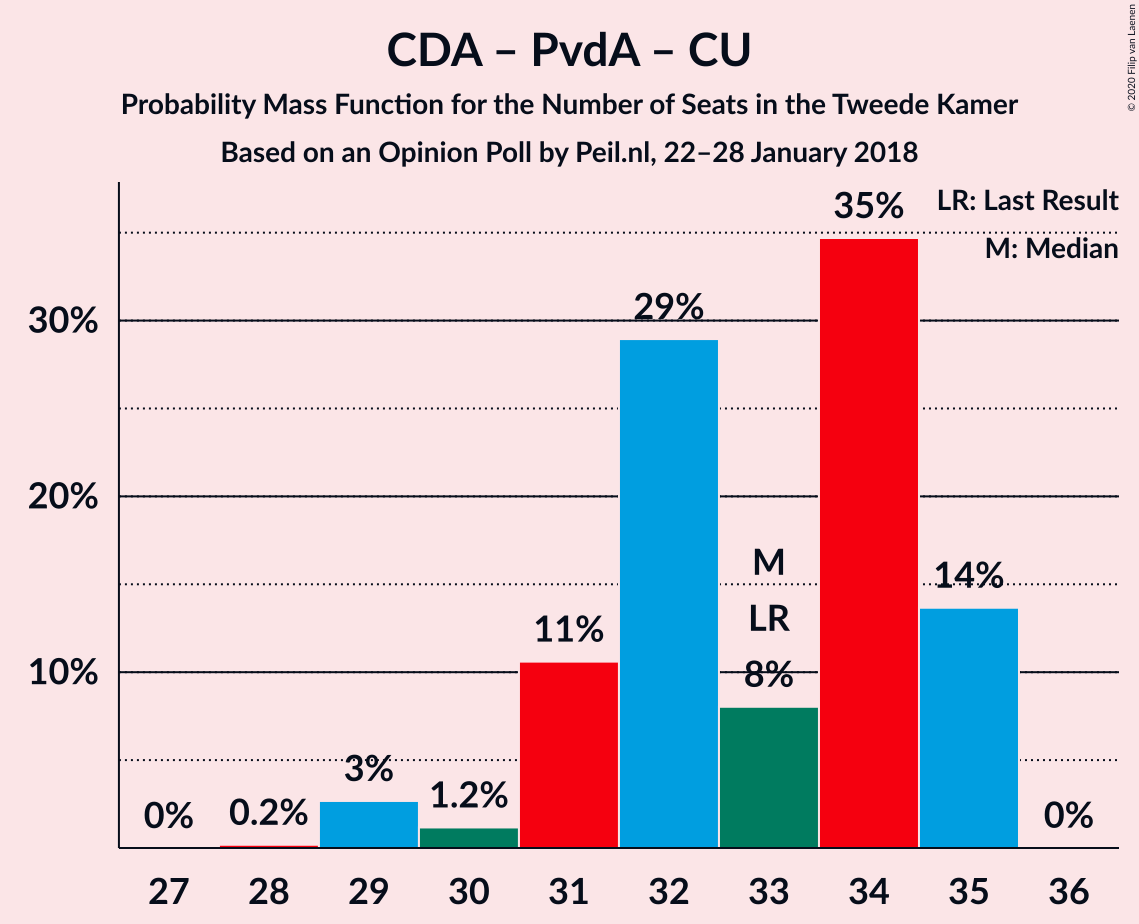 CDA – PvdA – CU
Probability Mass Function for the Number of Seats in the Tweede Kamer
Based on an Opinion Poll by Peil.nl, 22–28 January 2018
© 2020 Filip van Laenen
LR: Last Result
M: Median
30%
20%
10%
0%
0.2%
3%
1.2%
11%
29%
M
LR
8%
35%
14%
0%
27 28 29 30 31 32 33 34 35 36